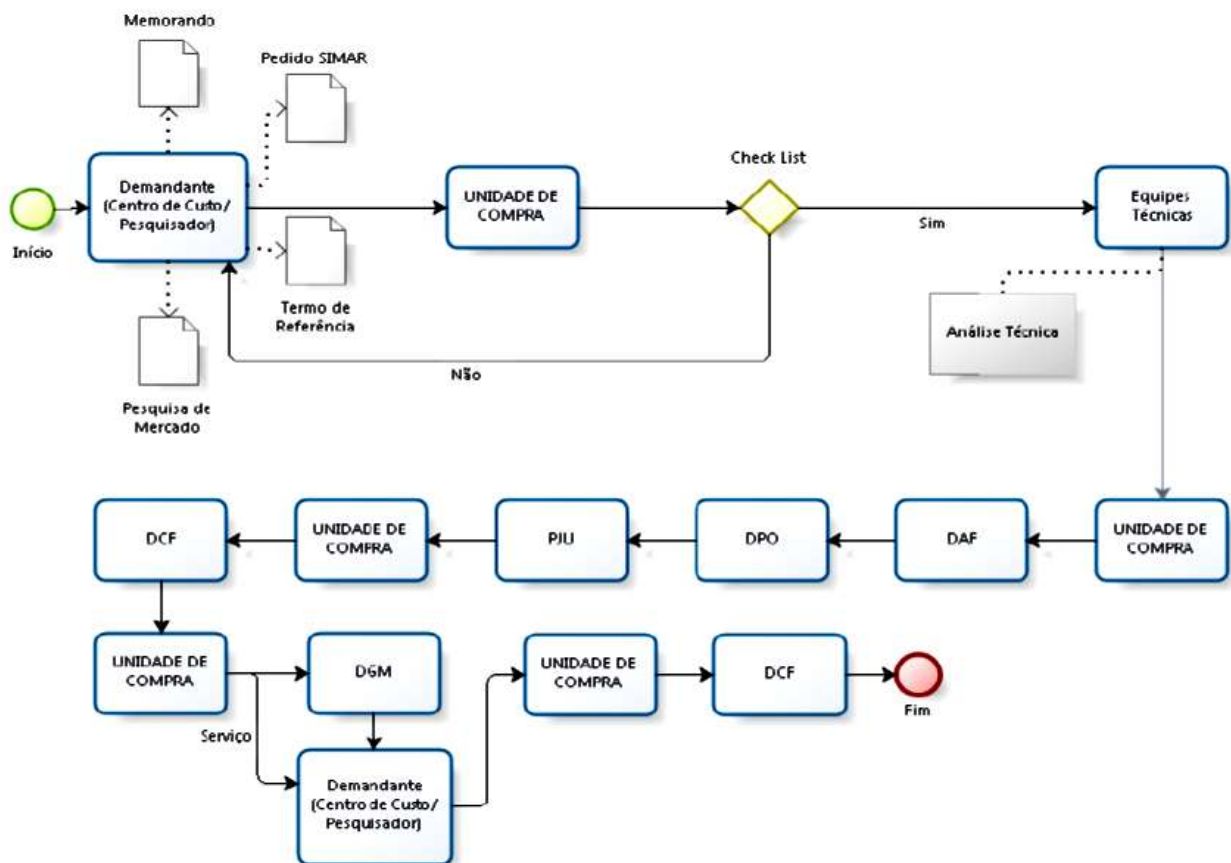 Memorando
Pedido SIMAR
Check List
Demandante
(Centro de Custo/
Pesquisador)
UNIDADE DE
COMPRA
Equipes
Técnicas
Sim
Início
Termo de
Referência
Análise Técnica
Não
Pesquisa de
Mercado
DCF
UNIDADE DE
COMPRA
PJU
DPO
DAF
UNIDADE DE
COMPRA
UNIDADE DE
COMPRA
DGM
UNIDADE DE
COMPRA
DCF
Fim
Serviço
Demandante
(Centro de Custo/
Pesquisador)